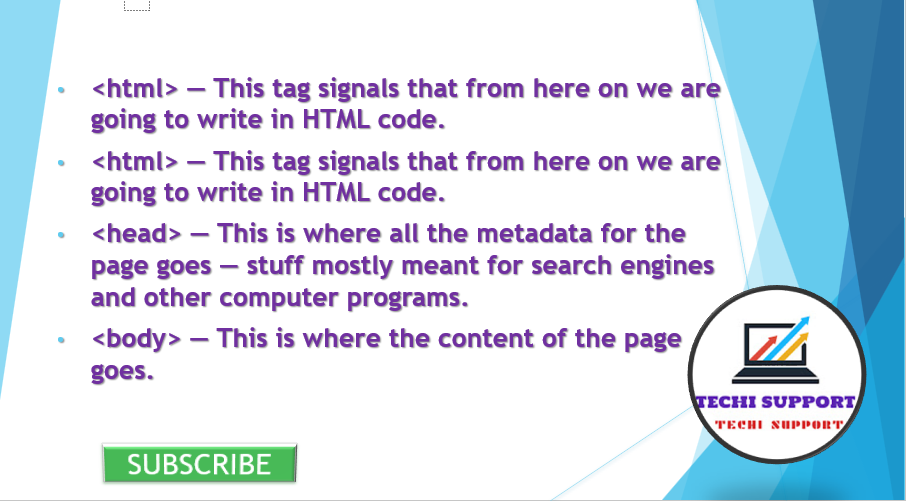 • <html> — This tag signals that from here on we are
going to write in HTML code.
• <html> — This tag signals that from here on we are
going to write in HTML code.
• <head> — This is where all the metadata for the
page goes — stuff mostly meant for search engines
and other computer programs.
• <body> — This is where the content of the page
goes.
TECHI SUPPORT
TECHI SUPPORT
SUBSCRIBE